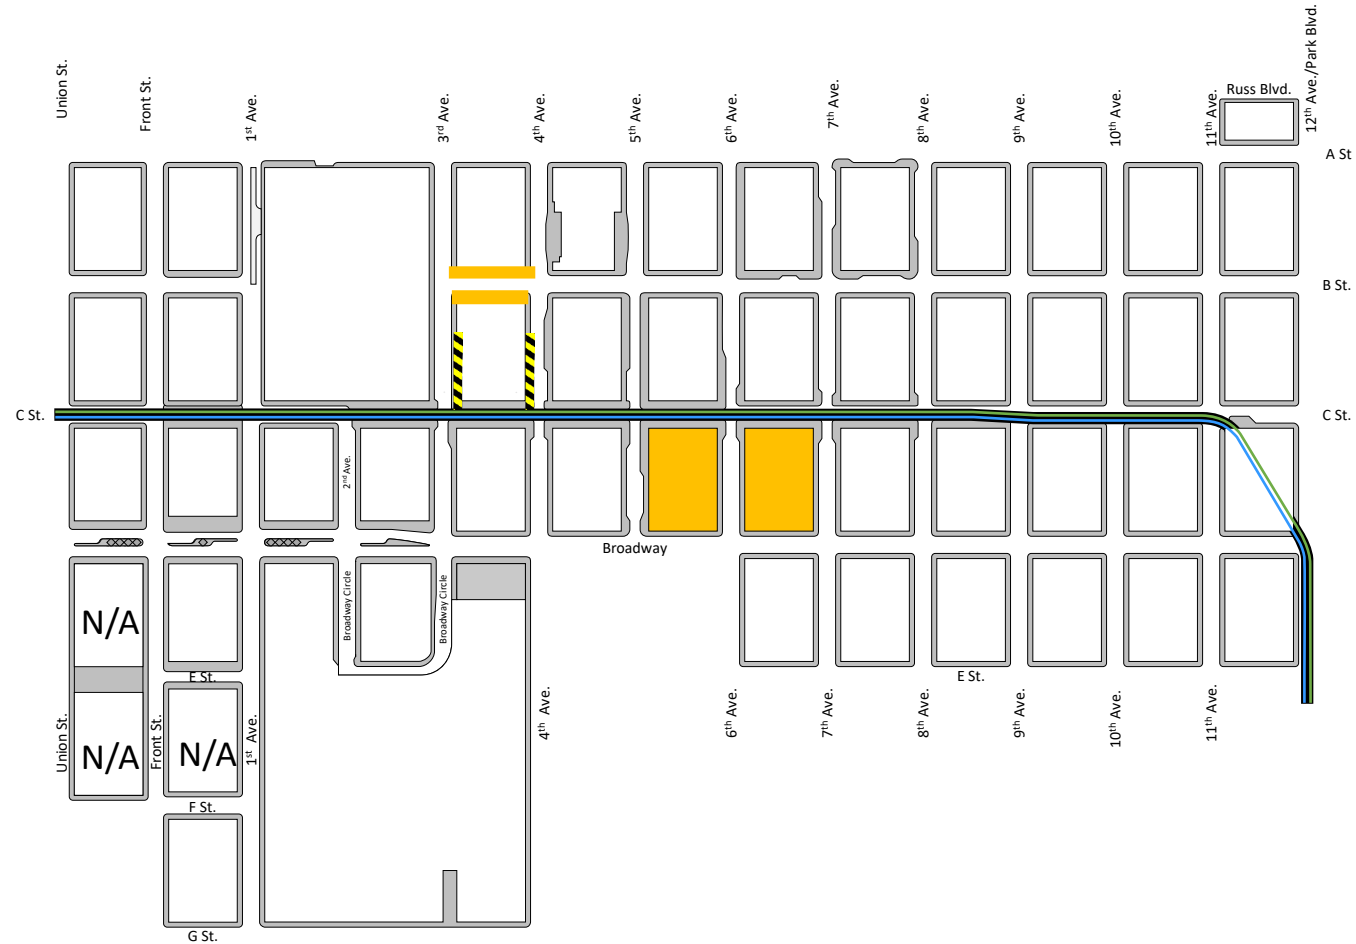 Union St.
Front St.
1st Ave.
3rd Ave.
4th Ave.
5th Ave.
6th Ave.
7th Ave.
8th Ave.
9th Ave.
10th Ave.
11th Ave.
Russ Blvd.
12th Ave./Park Blvd.
A St
B St.
C St.
C St.
2nd Ave.
Broadway
Broadway Circle
Broadway Circle
N/A
E St.
E St.
Union St.
N/A
Front St.
N/A
1st Ave.
4th Ave.
6th Ave.
7th Ave.
8th Ave.
9th Ave.
10th Ave.
11th Ave.
F St.
G St.